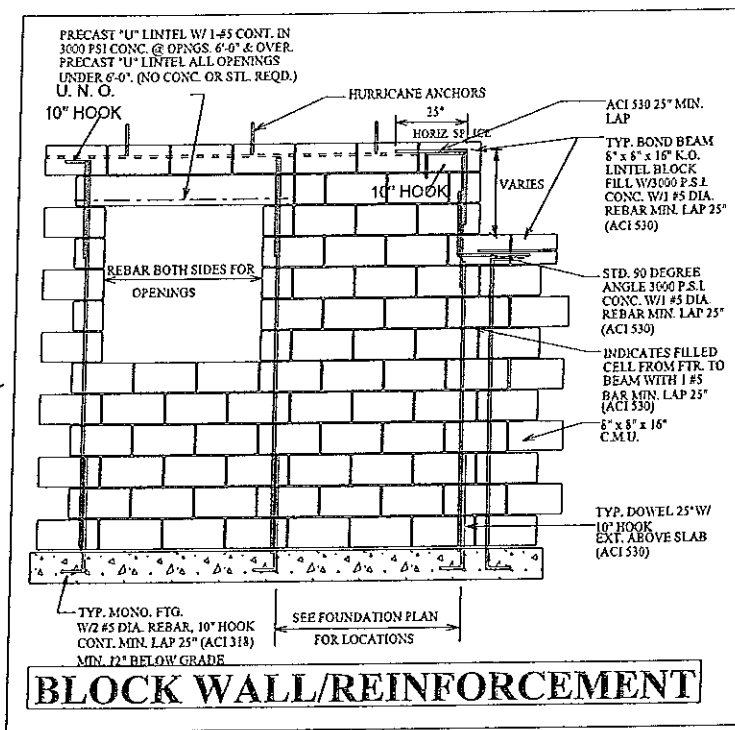 PRECAST "U" LINTEL W/ 1-#5 CONT. IN
3000 PSI CONC. @ OPNGS. 6'-0" & OVER.
PRECAST "U" LINTEL ALL OPENINGS
UNDER 6'-0". (NO CONC. OR STL. REQD.)
U. N. O.
10" HOOK
HURRICANE ANCHORS
25"
HORIZ SPLICE
10" HOOK
VARIES
ACI 530 25" MIN.
LAP
TYP. BOND BEAM
8" x 8" x 16" K.O.
LINTEL BLOCK
FILL W/3000 P.S.I.
CONC. W/1 #5 DIA.
REBAR MIN. LAP 25"
(ACI 530)
REBAR BOTH SIDES FOR
OPENINGS
STD. 90 DEGREE
ANGLE 3000 P.S.I.
CONC. W/1 #5 DIA.
REBAR MIN. LAP 25"
(ACI 530)
INDICATES FILLED
CELL FROM FTR. TO
BEAM WITH 1 #5
BAR MIN. LAP 25"
(ACI 530)
8" x 8" x 16"
C.M.U.
TYP. DOWEL 25" W/
10" HOOK
EXT. ABOVE SLAB
(ACI 530)
TYP. MONO. FTG.
W/2 #5 DIA. REBAR, 10" HOOK
CONT. MIN. LAP 25" (ACI 318)
MIN. 12" BELOW GRADE
SEE FOUNDATION PLAN
FOR LOCATIONS
BLOCK WALL/REINFORCEMENT